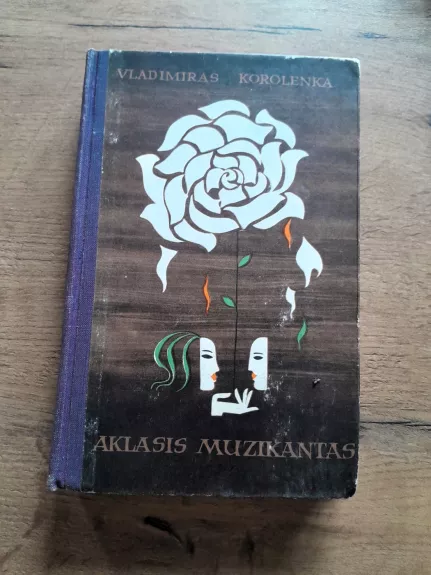 VLADIMIRAS KOROLENKA
AKLASIS MUZIKANTAS